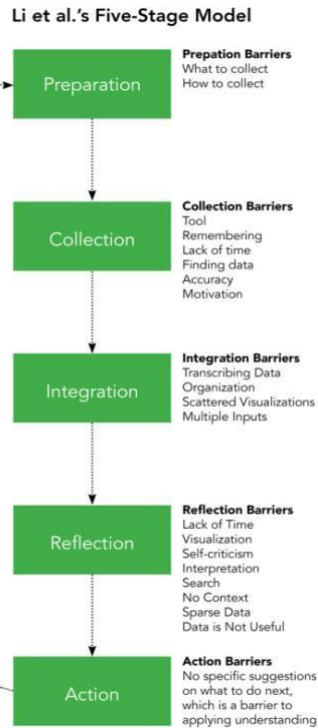 Li et al.'s Five-Stage Model
Preparation
Prepation Barriers
What to collect
How to collect
Collection
Collection Barriers
Tool
Remembering
Lack of time
Finding data
Accuracy
Motivation
Integration
Integration Barriers
Transcribing Data
Organization
Scattered Visualizations
Multiple Inputs
Reflection
Reflection Barriers
Lack of Time
Visualization
Self-criticism
Interpretation
Search
No Context
Sparse Data
Data is Not Useful
Action
Action Barriers
No specific suggestions
on what to do next,
which is a barrier to
applying understanding